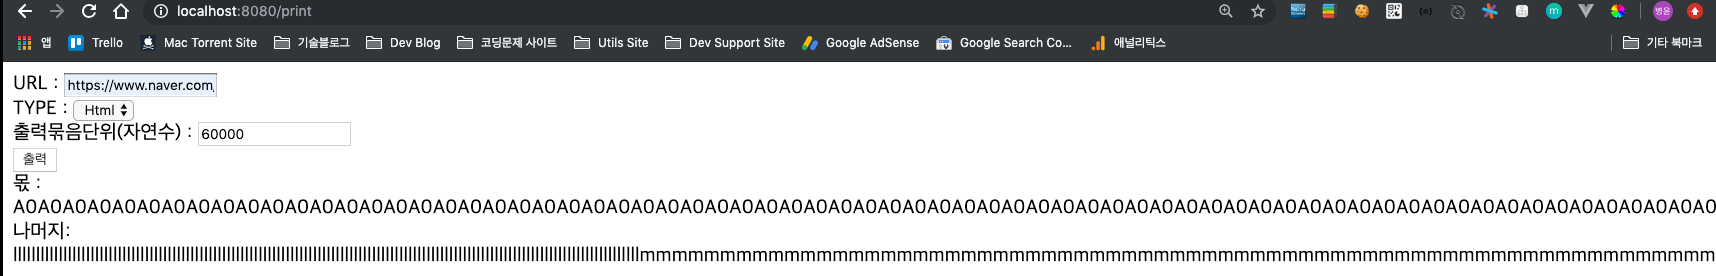 localhost:8080/print
앱 Trello Mac Torrent Site 기술블로그 Dev Blog 코딩문제 사이트 Utils Site Dev Support Site Google AdSense Google Search Co... 애널리틱스 기타 북마크
URL : https://www.naver.com
TYPE : Html
출력묶음단위(자연수) : 60000
출력
몫 :
A0A0A0A0A0A0A0A0A0A0A0A0A0A0A0A0A0A0A0A0A0A0A0A0A0A0A0A0A0A0A0A0A0A0A0A0A0A0A0A0A0A0A0A0A0A0A0A0A0A0A0A0A0A0A0A0A0A0A0A0A0A0A0A0A0A0A0A0A0A0
나머지: